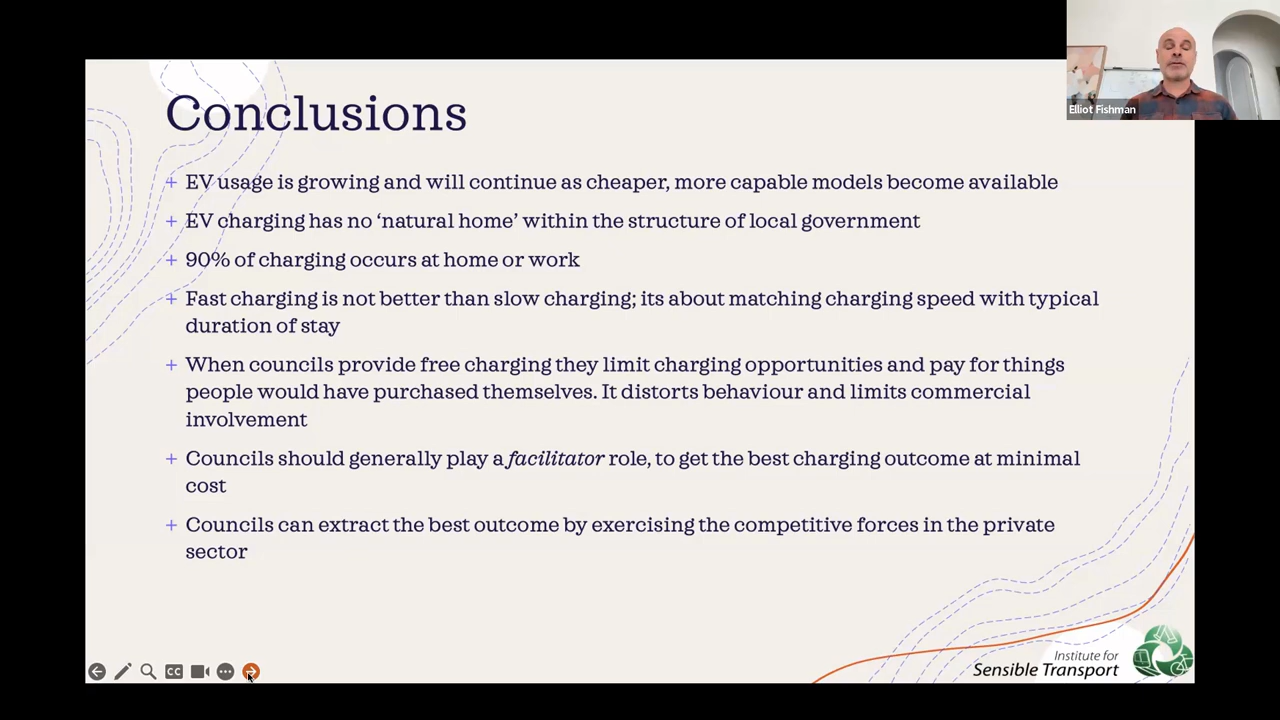 Conclusions
+ EV usage is growing and will continue as cheaper, more capable models become available
+ EV charging has no ‘natural home’ within the structure of local government
+ 90% of charging occurs at home or work
+ Fast charging is not better than slow charging; its about matching charging speed with typical
duration of stay
+ When councils provide free charging they limit charging opportunities and pay for things
people would have purchased themselves. It distorts behaviour and limits commercial
involvement
+ Councils should generally play a facilitator role, to get the best charging outcome at minimal
cost
+ Councils can extract the best outcome by exercising the competitive forces in the private
sector
Institute for
Sensible Transport
CC
Elliot Fishman